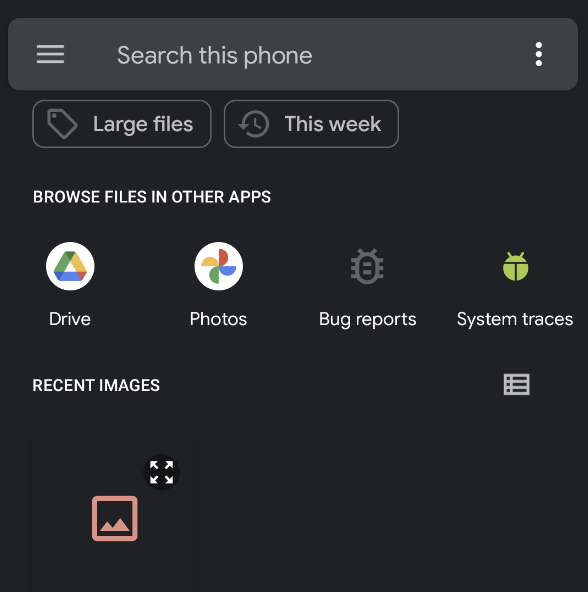 Search this phone
Large files This week
BROWSE FILES IN OTHER APPS
Drive Photos Bug reports System traces
RECENT IMAGES